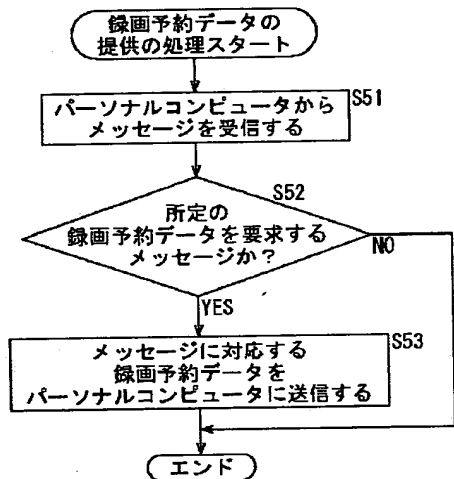 録画予約データの
提供の処理スタート
パーソナルコンピュータから
メッセージを受信する
S51
所定の
録画予約データを要求する
メッセージか?
S52
NO
YES
メッセージに対応する
録画予約データを
パーソナルコンピュータに送信する
S53
エンド